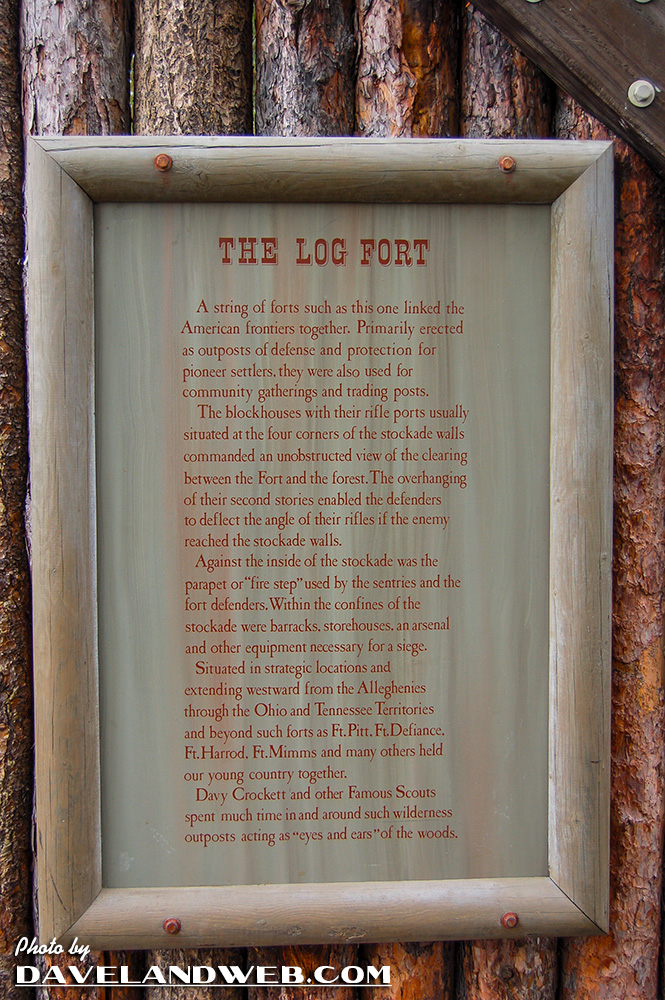 THE LOG FORT
A string of forts such as this one linked the
American frontiers together. Primarily erected
as outposts of defense and protection for
pioneer settlers, they were also used for
community gatherings and trading posts.
The blockhouses with their rifle ports usually
situated at the four corners of the stockade walls
commanded an unobstructed view of the clearing
between the Fort and the forest. The overhanging
of their second stories enabled the defenders
to deflect the angle of their rifles if the enemy
reached the stockade walls.
Against the inside of the stockade was the
parapet or "fire step" used by the sentries and the
fort defenders. Within the confines of the
stockade were barracks, storehouses, an arsenal
and other equipment necessary for a siege.
Situated in strategic locations and
extending westward from the Alleghenies
through the Ohio and Tennessee Territories
and beyond such forts as Ft. Pitt, Ft. Defiance,
Ft. Harrod, Ft. Mimms and many others held
our young country together.
Davy Crockett and other Famous Scouts
spent much time in and around such wilderness
outposts acting as "eyes and ears" of the woods.
Photo by
DAVELANDWEB.COM